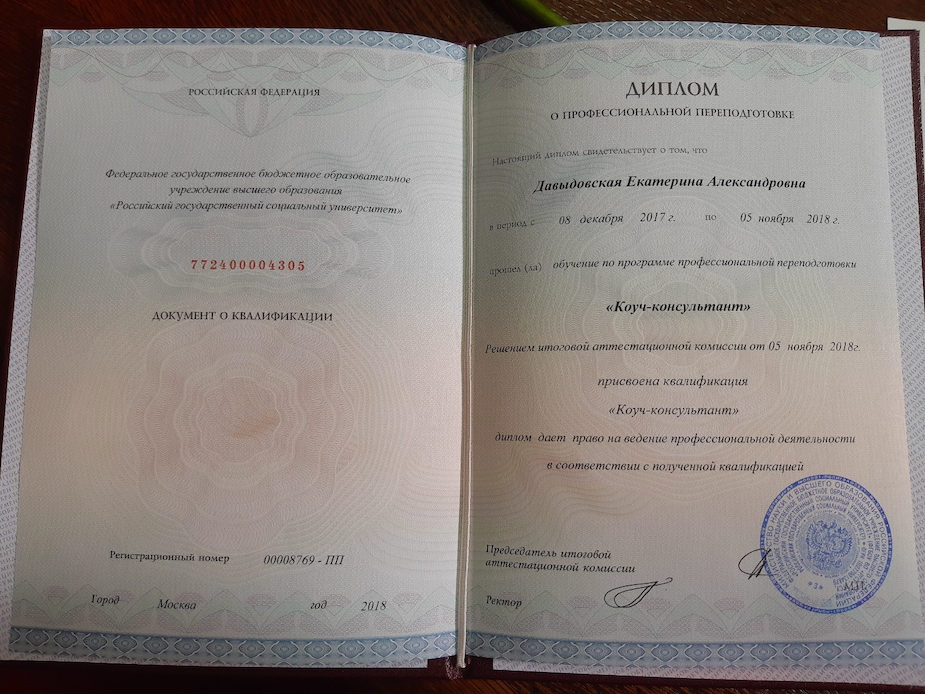 РОССИЙСКАЯ ФЕДЕРАЦИЯ
Федеральное государственное бюджетное образовательное
учреждение высшего образования
«Российский государственный социальный университет»
772400004305
ДОКУМЕНТ О КВАЛИФИКАЦИИ
Регистрационный номер 00008769 - ПП
Город Москва год 2018
ДИПЛОМ
О ПРОФЕССИОНАЛЬНОЙ ПЕРЕПОДГОТОВКЕ
Настоящий диплом свидетельствует о том, что
Давыдовская Екатерина Александровна
в период с 08 декабря 2017 г. по 05 ноября 2018 г.
прошел (ла) обучение по программе профессиональной переподготовки
«Коуч-консультант»
Решением итоговой аттестационной комиссии от 05 ноября 2018г.
присвоена квалификация
«Коуч-консультант»
диплом дает право на ведение профессиональной деятельности
в соответствии с полученной квалификацией
Председатель итоговой
аттестационной комиссии
Ректор
М.П.